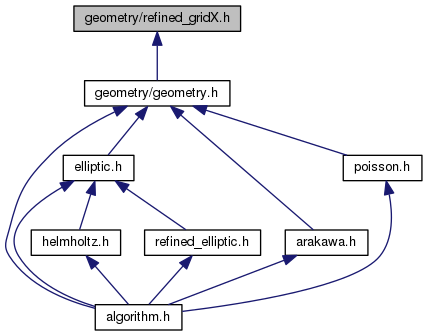 geometry/refined_gridX.h
geometry/geometry.h
elliptic.h
poisson.h
helmholtz.h
refined_elliptic.h
arakawa.h
algorithm.h